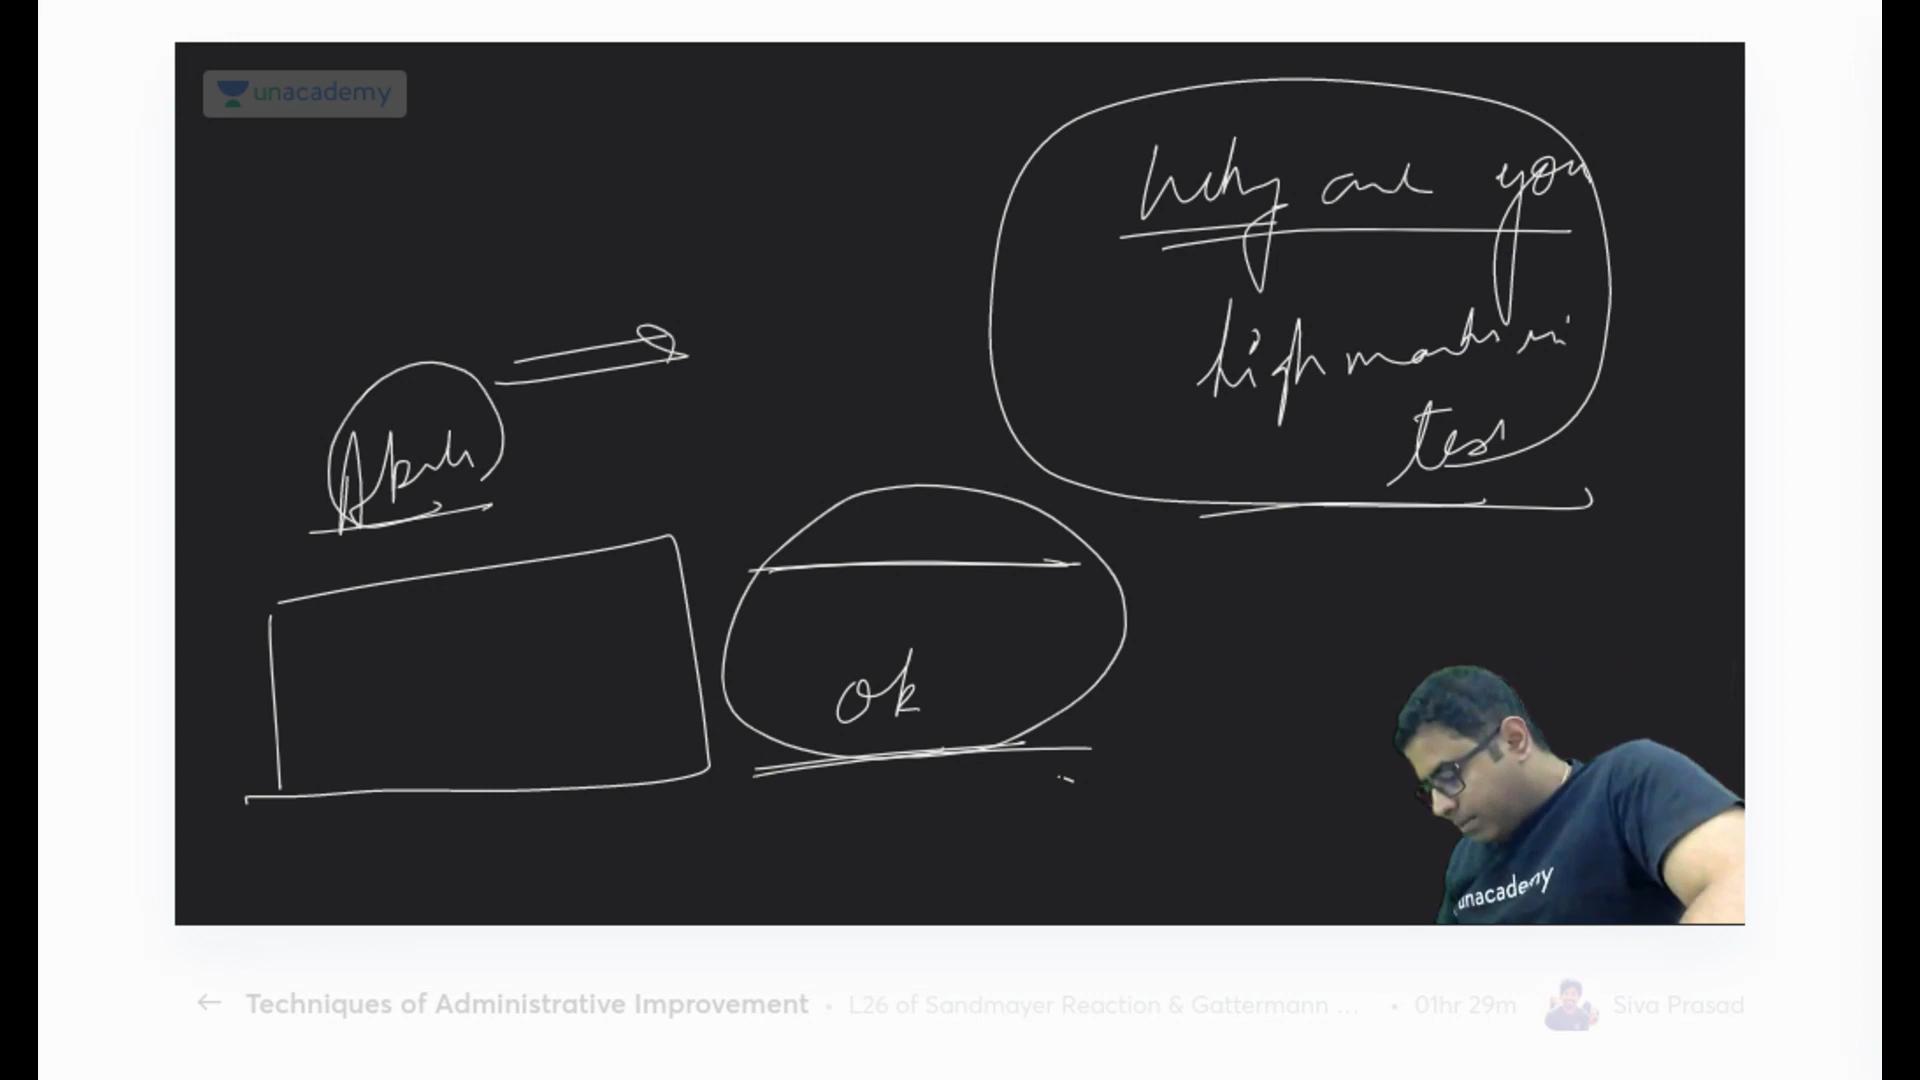 unacademy
Why are you
high marks in
test
ok
unacademy
← Techniques of Administrative Improvement • L26 of Sandmayer Reaction & Gattermann ... • 01hr 29m Siva Prasad